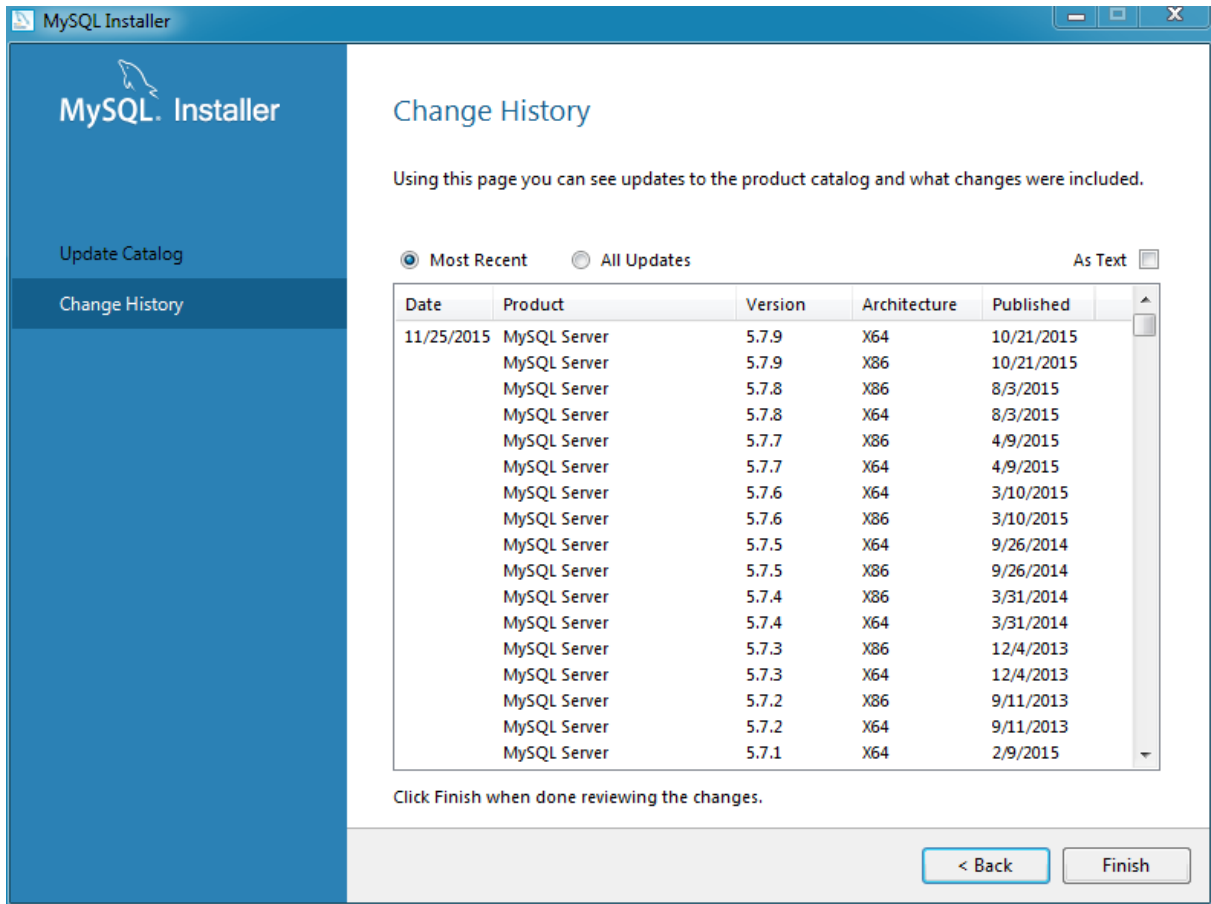 MySQL Installer
MySQL. Installer
Update Catalog
Change History
Change History
Using this page you can see updates to the product catalog and what changes were included.
Most Recent All Updates As Text
Date Product Version Architecture Published
11/25/2015 MySQL Server 5.7.9 X64 10/21/2015
MySQL Server 5.7.9 X86 10/21/2015
MySQL Server 5.7.8 X86 8/3/2015
MySQL Server 5.7.8 X64 8/3/2015
MySQL Server 5.7.7 X86 4/9/2015
MySQL Server 5.7.7 X64 4/9/2015
MySQL Server 5.7.6 X64 3/10/2015
MySQL Server 5.7.6 X86 3/10/2015
MySQL Server 5.7.5 X64 9/26/2014
MySQL Server 5.7.5 X86 9/26/2014
MySQL Server 5.7.4 X86 3/31/2014
MySQL Server 5.7.4 X64 3/31/2014
MySQL Server 5.7.3 X86 12/4/2013
MySQL Server 5.7.3 X64 12/4/2013
MySQL Server 5.7.2 X86 9/11/2013
MySQL Server 5.7.2 X64 9/11/2013
MySQL Server 5.7.1 X64 2/9/2015
Click Finish when done reviewing the changes.
< Back Finish